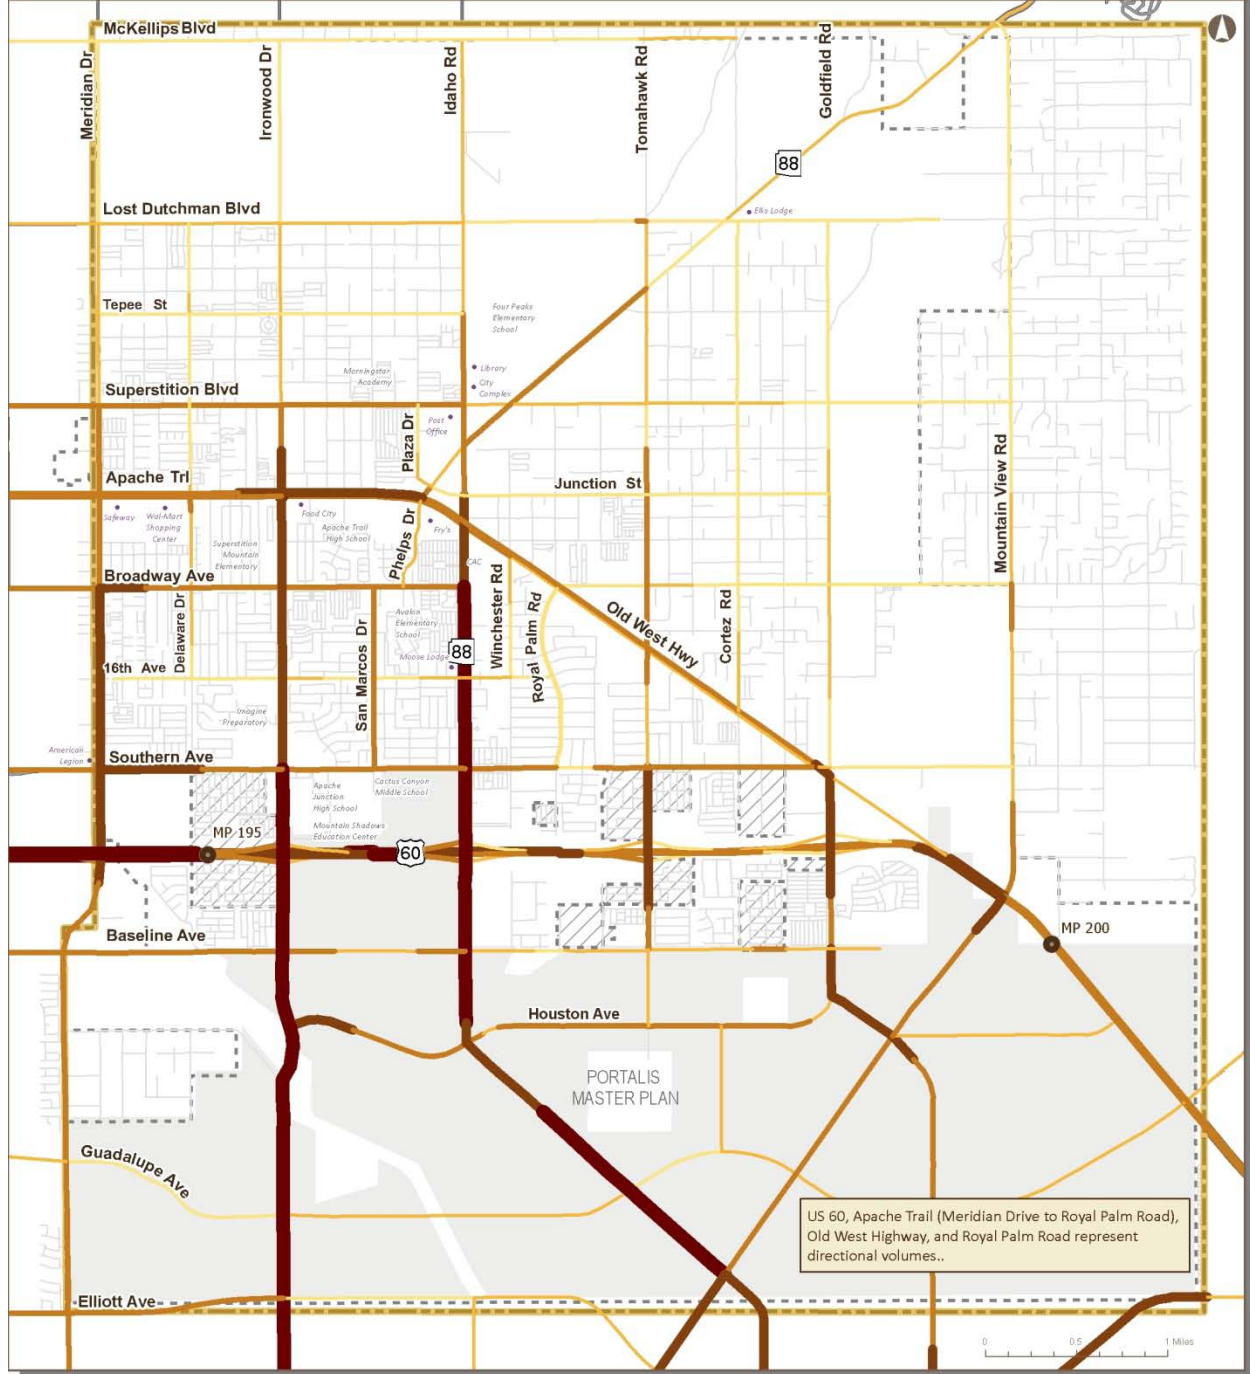 McKellips Blvd
Meridian Dr
Ironwood Dr
Idaho Rd
Tomahawk Rd
Goldfield Rd
88
Lost Dutchman Blvd
Elks Lodge
Tepee St
Four Peaks
Elementary
School
Morningstar
Academy
Library
City
Complex
Superstition Blvd
Plaza Dr
Post
Office
Mountain View Rd
Apache Trl
Junction St
Safeway
Wal-Mart
Shopping
Center
Food City
Apache Trail
High School
Superstition
Mountain
Elementary
Phelps Dr
Fry's
CAC
Broadway Ave
Delaware Dr
San Marcos Dr
Avalon
Elementary
School
Moose Lodge
88
Winchester Rd
Royal Palm Rd
Old West Hwy
Cortez Rd
16th Ave
Imagine
Preparatory
American
Legion
Southern Ave
Apache
Junction
High School
Cactus Canyon
Middle School
Mountain Shadows
Education Center
MP 195
60
Baseline Ave
MP 200
Houston Ave
PORTALIS
MASTER PLAN
Guadalupe Ave
US 60, Apache Trail (Meridian Drive to Royal Palm Road),
Old West Highway, and Royal Palm Road represent
directional volumes..
Elliott Ave
0 0.5 1 Miles